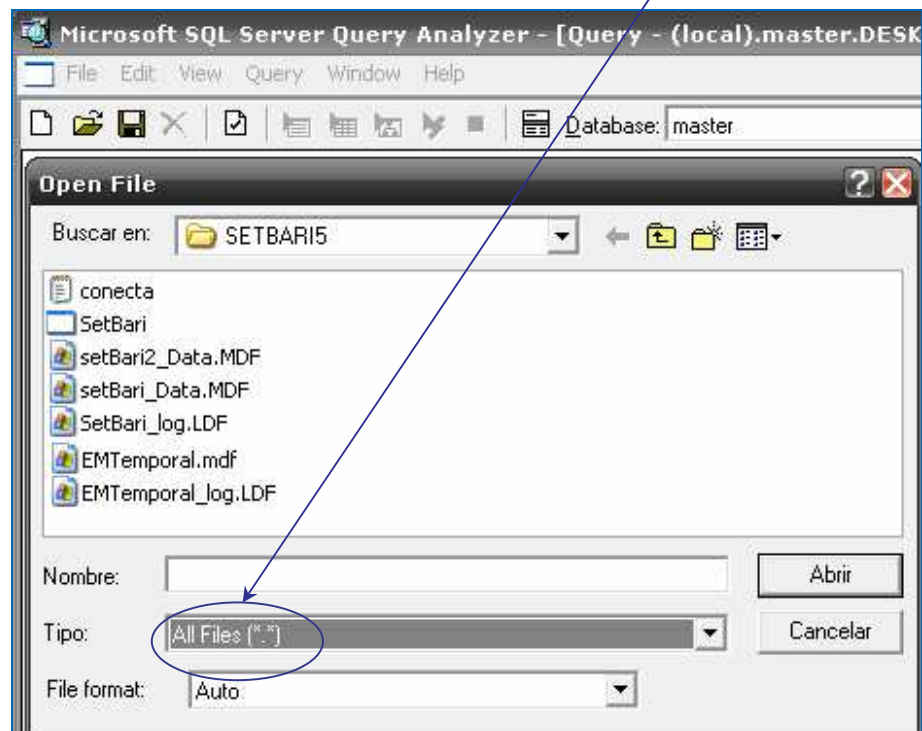 Microsoft SQL Server Query Analyzer - [Query - (local).master.DESK
File Edit View Query Window Help
Database: master
Open File
Buscar en: SETBARI5
conecta
SetBari
setBari2_Data.MDF
setBari_Data.MDF
SetBari_log.LDF
EMTemporal.mdf
EMTemporal_log.LDF
Nombre: Abrir
Tipo: All Files (*.*) Cancelar
File format: Auto